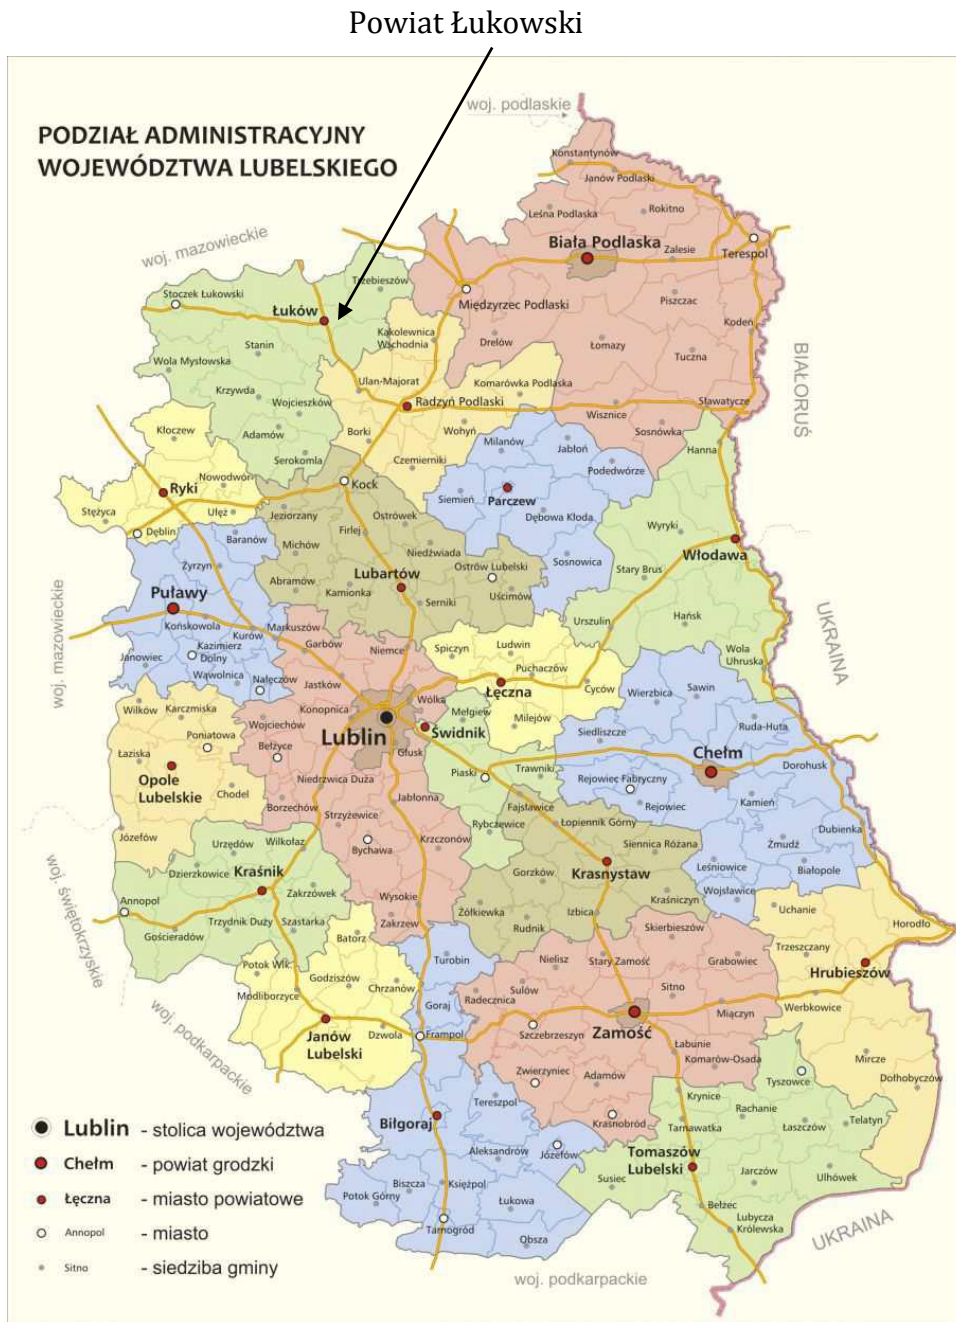 Powiat Łukowski
woj. podlaskie
PODZIAŁ ADMINISTRACYJNY
WOJEWÓDZTWA LUBELSKIEGO
Konstantynów
Janów Podlaski
Leśna Podlaska
Rokitno
woj. mazowieckie
Biała Podlaska
Zalesie
Terespol
Trzebieszów
Stoczek Łukowski
Międzyrzec Podlaski
Piszczac
Łuków
Kodeń
Kąkolewnica
Wschodnia
Drelów
Łomazy
Tuczna
Stanin
Wola Mysłowska
Ulan-Majorat
Komarówka Podlaska
BIAŁORUŚ
Krzywda
Wojcieszków
Radzyń Podlaski
Sławatycze
Wisznice
Sosnówka
Kłoczew
Adamów
Borki
Wohyń
Milanów
Jabłoń
Hanna
Serokomla
Czemierniki
Podedwórze
Nowodwór
Ryki
Kock
Siemień
Parczew
Stężyca
Ułęż
Jeziorzany
Ostrówek
Dębowa Kłoda
Dęblin
Baranów
Firlej
Wyryki
Michów
Niedźwiada
Włodawa
Żyrzyn
Abramów
Lubartów
Ostrów Lubelski
Sosnowica
Stary Brus
Puławy
Kamionka
Serniki
Uścimów
woj. mazowieckie
Końskowola
Kurów
Markuszów
Urszulin
Hańsk
UKRAINA
Garbów
Niemce
Spiczyn
Ludwin
Janowiec
Kazimierz
Dolny
Wola
Uhruska
Wąwolnica
Nałęczów
Jastków
Puchaczów
Łęczna
Cyców
Wierzbica
Sawin
Wilków
Karczmiska
Konopnica
Wólka
Mełgiew
Milejów
Wojciechów
Lublin
Świdnik
Siedliszcze
Ruda-Huta
Poniatowa
Łaziska
Bełżyce
Głusk
Chełm
Dorohusk
Opole
Lubelskie
Niedrzwica Duża
Piaski
Trawniki
Rejowiec Fabryczny
Chodel
Borzechów
Jabłonna
Rejowiec
Kamień
Strzyżewice
Fajsławice
Rybczewice
Łopiennik Górny
Dubienka
Józefów
Urzędów
Wilkołaz
Bychawa
Krzczonów
Siennica Różana
Żmudź
Dzierzkowice
Leśniowice
Białopole
Kraśnik
Gorzków
Krasnystaw
woj. świętokrzyskie
Zakrzówek
Wysokie
Kraśniczyn
Wojsławice
Annopol
Żółkiewka
Izbica
Uchanie
Trzydnik Duży
Szastarka
Zakrzew
Rudnik
Skierbieszów
Horodło
Gościeradów
Batorz
Trzeszczany
Turobin
Nielisz
Stary Zamość
Grabowiec
Potok Wlk.
Godziszów
Hrubieszów
Modliborzyce
Chrzanów
Goraj
Radecznica
Sułów
Sitno
Werbkowice
Miączyn
Janów
Lubelski
Dzwola
Frampol
Szczebrzeszyn
Zamość
woj. podkarpackie
Łabunie
Komarów-Osada
Mircze
Zwierzyniec
Adamów
Dołhobyczów
Tyszowce
Tereszpol
Krynice
Rachanie
Biłgoraj
Krasnobród
Tarnawatka
Łaszczów
Telatyn
Lublin - stolica województwa
Aleksandrów
Józefów
Tomaszów
Lubelski
Chełm - powiat grodzki
Biszcza
Księżpol
Susiec
Jarczów
Ulhówek
Potok Górny
Łęczna - miasto powiatowe
Łukowa
Bełżec
Tarnogród
Lubycza
Królewska
Annopol - miasto
Obsza
UKRAINA
Sitno - siedziba gminy
woj. podkarpackie